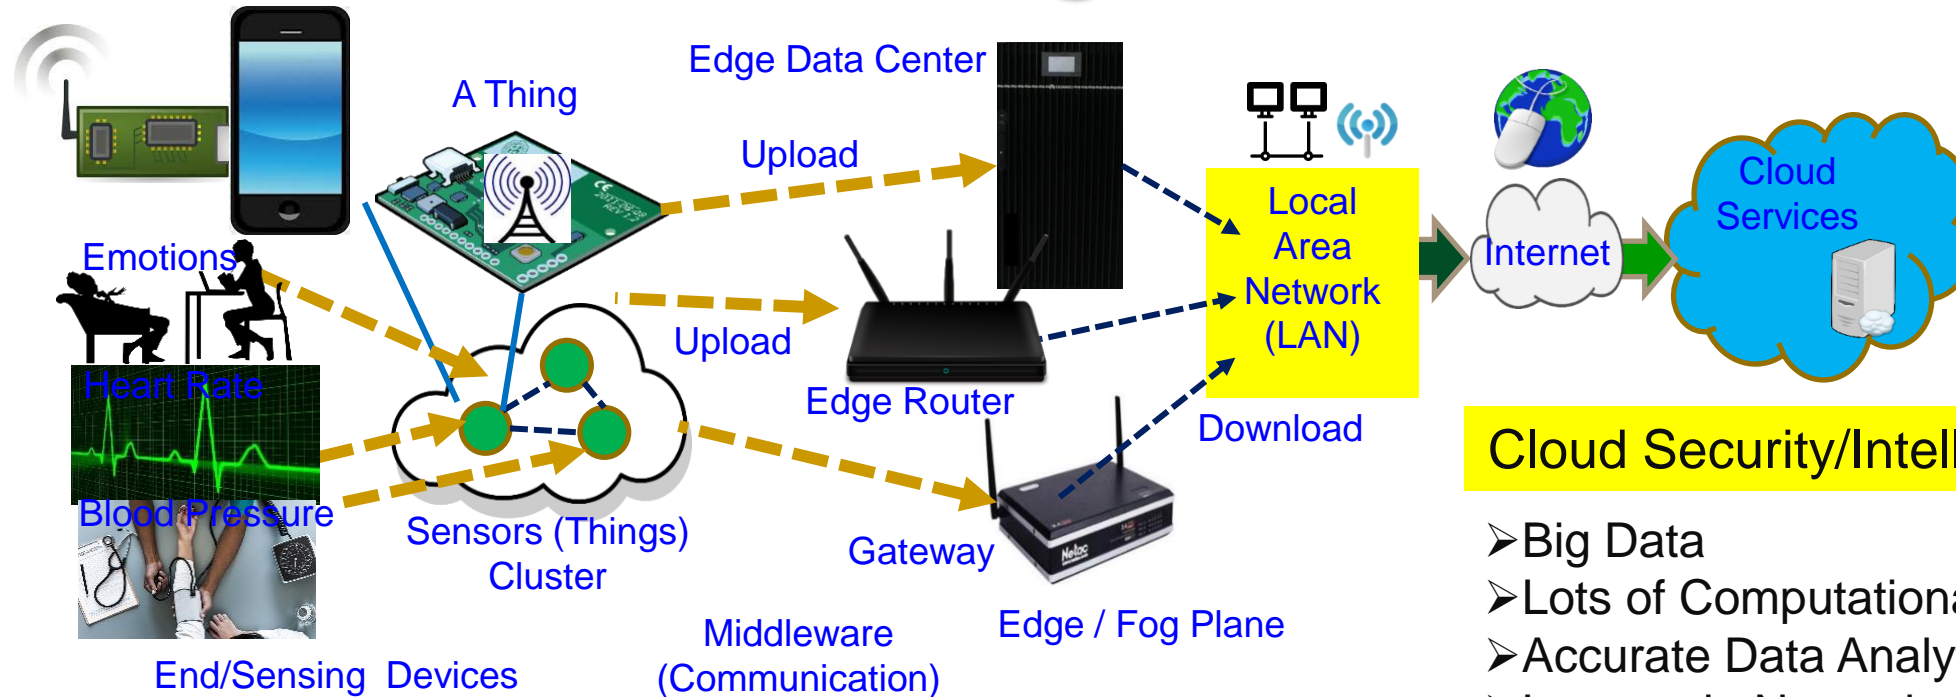 Edge Data Center
A Thing
Upload
CE
Emotions
Heart Rate
Blood Pressure
Upload
Edge Router
Local
Area
Network
(LAN)
Internet
Cloud
Services
Download
Sensors (Things)
Cluster
Gateway
Netac
Middleware
(Communication)
Edge / Fog Plane
End/Sensing Devices
Cloud Security/Intell
➢Big Data
➢Lots of Computationa
➢Accurate Data Analy